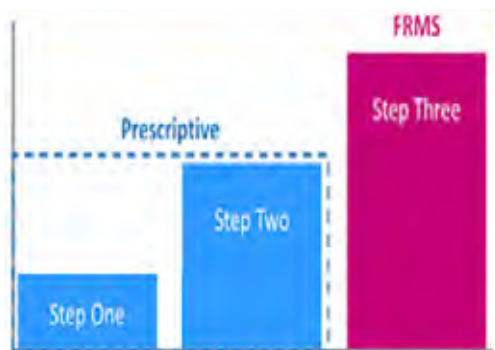 FRMS
Step Three
Prescriptive
Step Two
Step One